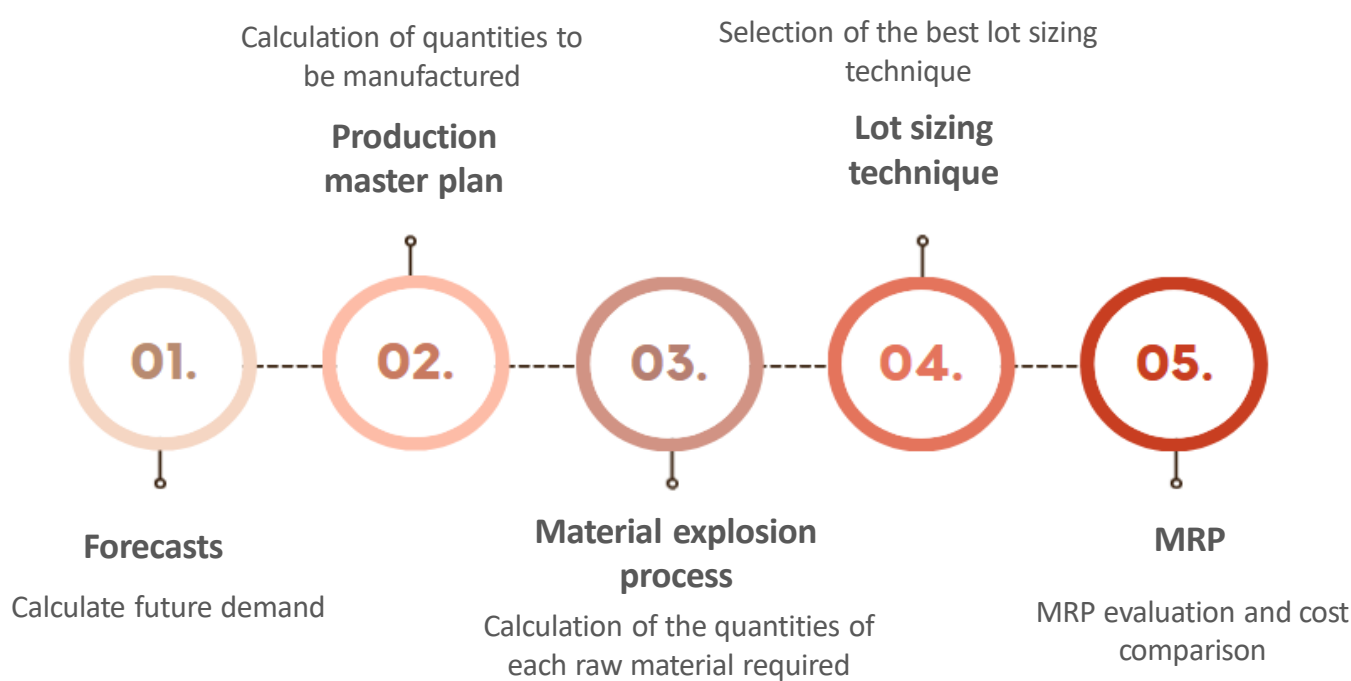 01.
Forecasts
Calculate future demand
Calculation of quantities to
be manufactured
Production
master plan
02.
03.
Material explosion
process
Calculation of the quantities of
each raw material required
Selection of the best lot sizing
technique
Lot sizing
technique
04.
05.
MRP
MRP evaluation and cost
comparison